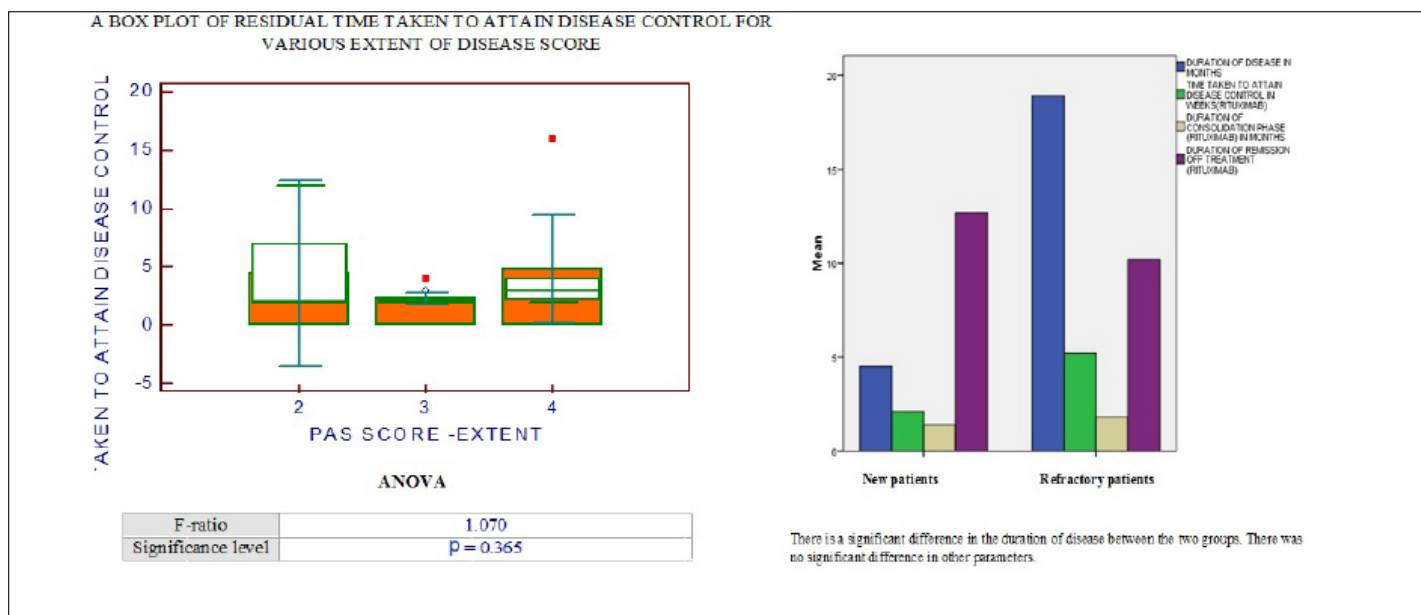 A BOX PLOT OF RESIDUAL TIME TAKEN TO ATTAIN DISEASE CONTROL FOR
VARIOUS EXTENT OF DISEASE SCORE
AKEN TO ATTAIN DISEASE CONTROL
20
15
10
5
0
-5
2 3 4
PAS SCORE -EXTENT
ANOVA
F-ratio 1.070
Significance level p = 0.365
DURATION OF DISEASE IN
MONTHS
TIME TAKEN TO ATTAIN
DISEASE CONTROL IN
WEEKS(RITUXIMAB)
DURATION OF
CONSOLIDATION PHASE
(RITUXIMAB) IN MONTHS
DURATION OF REMISSION
OFF TREATMENT
(RITUXIMAB)
Mean
20
15
10
5
0
New patients Refractory patients
There is a significant difference in the duration of disease between the two groups. There was
no significant difference in other parameters.